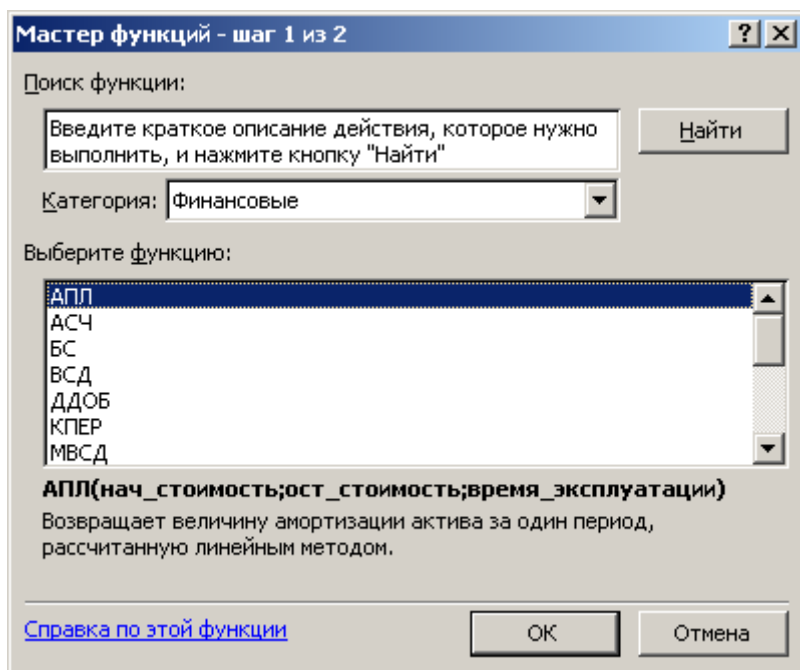 Мастер функций - шаг 1 из 2
Поиск функции:
Введите краткое описание действия, которое нужно
выполнить, и нажмите кнопку "Найти"
Найти
Категория: Финансовые
Выберите функцию:
АПЛ
АСЧ
БС
ВСД
ДДОБ
КПЕР
МВСД
АПЛ(нач_стоимость;ост_стоимость;время_эксплуатации)
Возвращает величину амортизации актива за один период,
рассчитанную линейным методом.
Справка по этой функции
ОК
Отмена